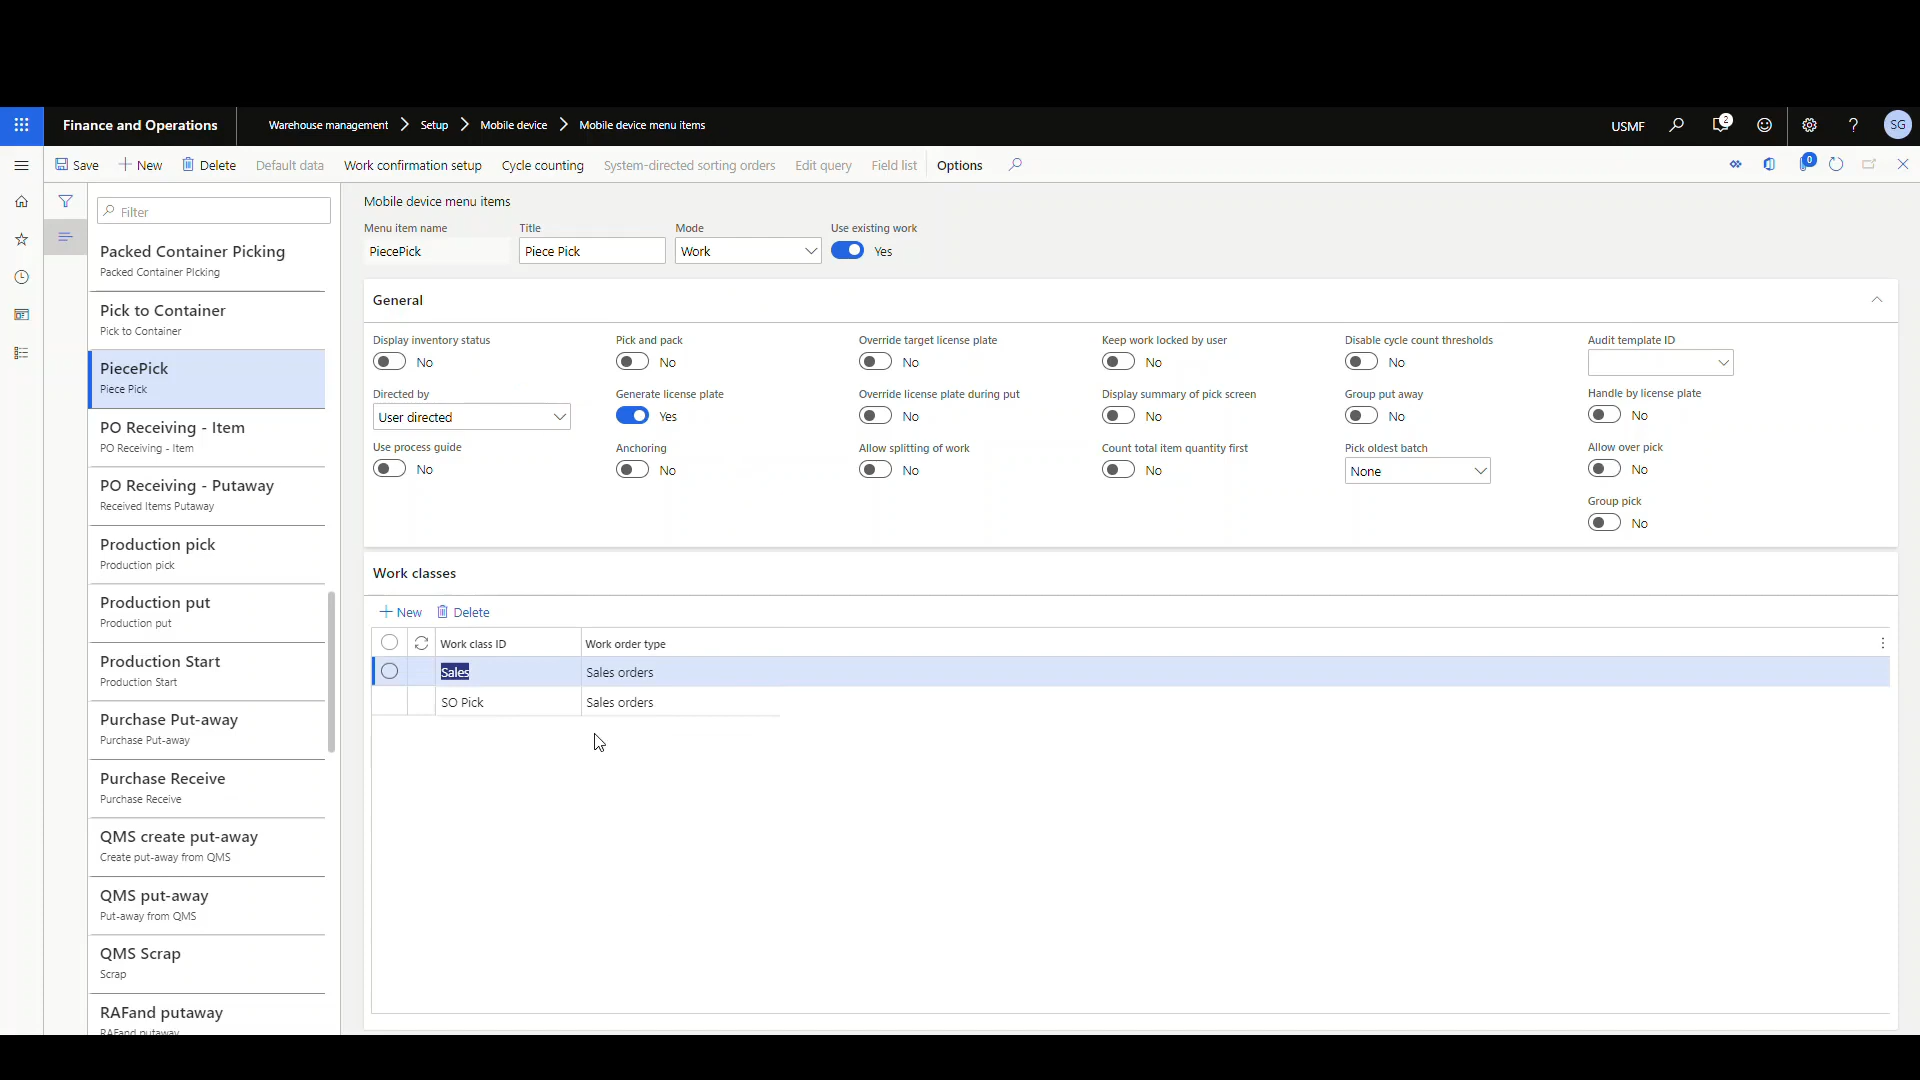 Finance and Operations
Warehouse management
Setup
Mobile device
Mobile device menu items
USMF
2
?
SG
Save
New
Delete
Default data
Work confirmation setup
Cycle counting
System-directed sorting orders
Edit query
Field list
Options
0
Filter
Packed Container Picking
Packed Container PIcking
Pick to Container
Pick to Container
PiecePick
Piece Pick
PO Receiving - Item
PO Receiving - Item
PO Receiving - Putaway
Received Items Putaway
Production pick
Production pick
Production put
Production put
Production Start
Production Start
Purchase Put-away
Purchase Put-away
Purchase Receive
Purchase Receive
QMS create put-away
Create put-away from QMS
QMS put-away
Put-away from QMS
QMS Scrap
Scrap
RAFand putaway
RAFand putaway
Mobile device menu items
Menu item name
PiecePick
Title
Piece Pick
Mode
Work
Use existing work
Yes
General
Display inventory status
No
Directed by
User directed
Use process guide
No
Pick and pack
No
Generate license plate
Yes
Anchoring
No
Override target license plate
No
Override license plate during put
No
Allow splitting of work
No
Keep work locked by user
No
Display summary of pick screen
No
Count total item quantity first
No
Disable cycle count thresholds
No
Group put away
No
Pick oldest batch
None
Audit template ID
Handle by license plate
No
Allow over pick
No
Group pick
No
Work classes
New
Delete
Work class ID
Work order type
Sales
Sales orders
SO Pick
Sales orders